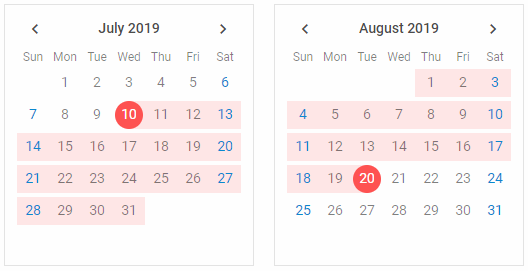 July 2019
Sun Mon Tue Wed Thu Fri Sat
1 2 3 4 5 6
7 8 9 10 11 12 13
14 15 16 17 18 19 20
21 22 23 24 25 26 27
28 29 30 31
August 2019
Sun Mon Tue Wed Thu Fri Sat
1 2 3
4 5 6 7 8 9 10
11 12 13 14 15 16 17
18 19 20 21 22 23 24
25 26 27 28 29 30 31